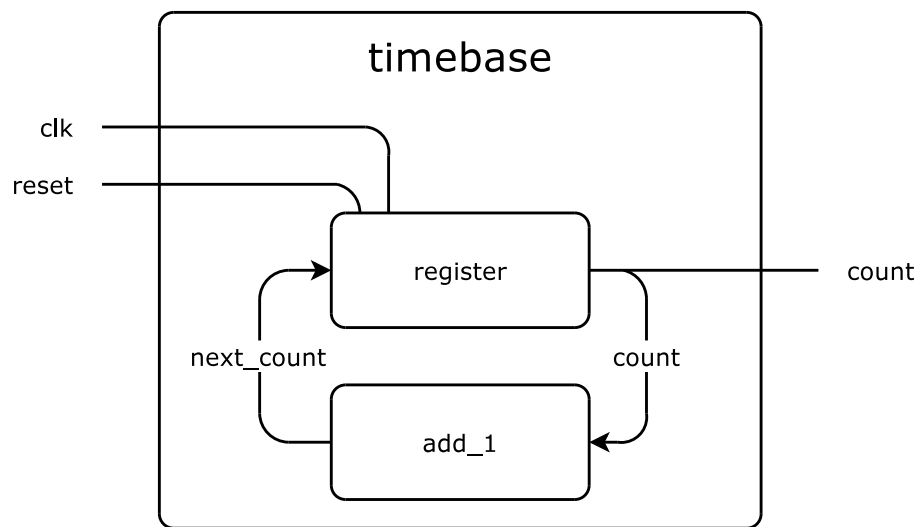 timebase
clk
reset
register
count
next_count
count
add_1